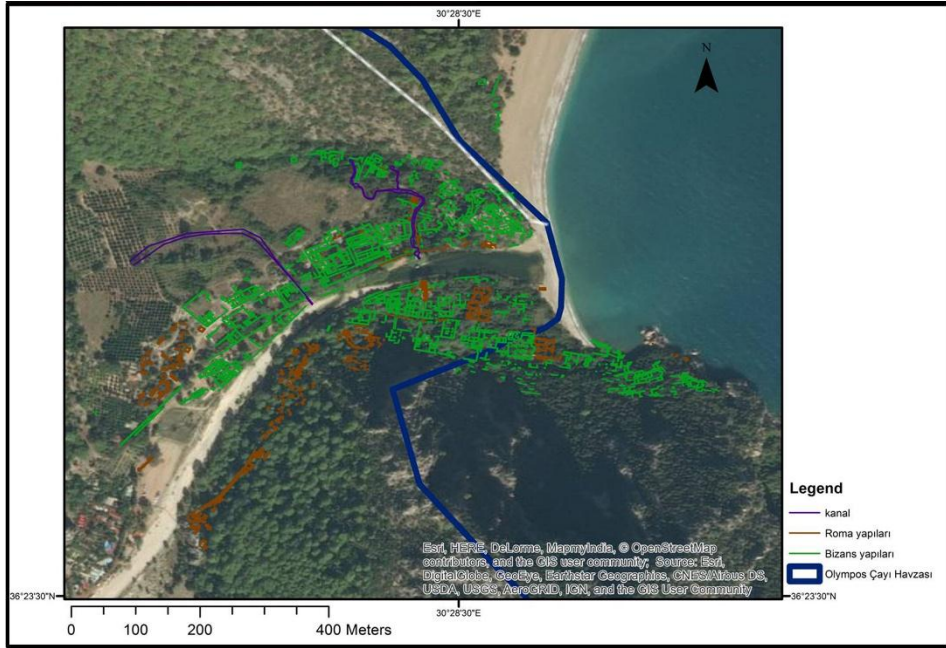 30°28'30"E
N
Legend
kanal
Roma yapıları
Bizans yapıları
Olympos Çayı Havzası
Esri, HERE, DeLorme, MapmyIndia, © OpenStreetMap
contributors, and the GIS user community; Source: Esri,
DigitalGlobe, GeoEye, Earthstar Geographics, CNES/Airbus DS,
USDA, USGS, AeroGRID, IGN, and the GIS User Community
36°23'30"N
36°23'30"N
30°28'30"E
0 100 200 400 Meters